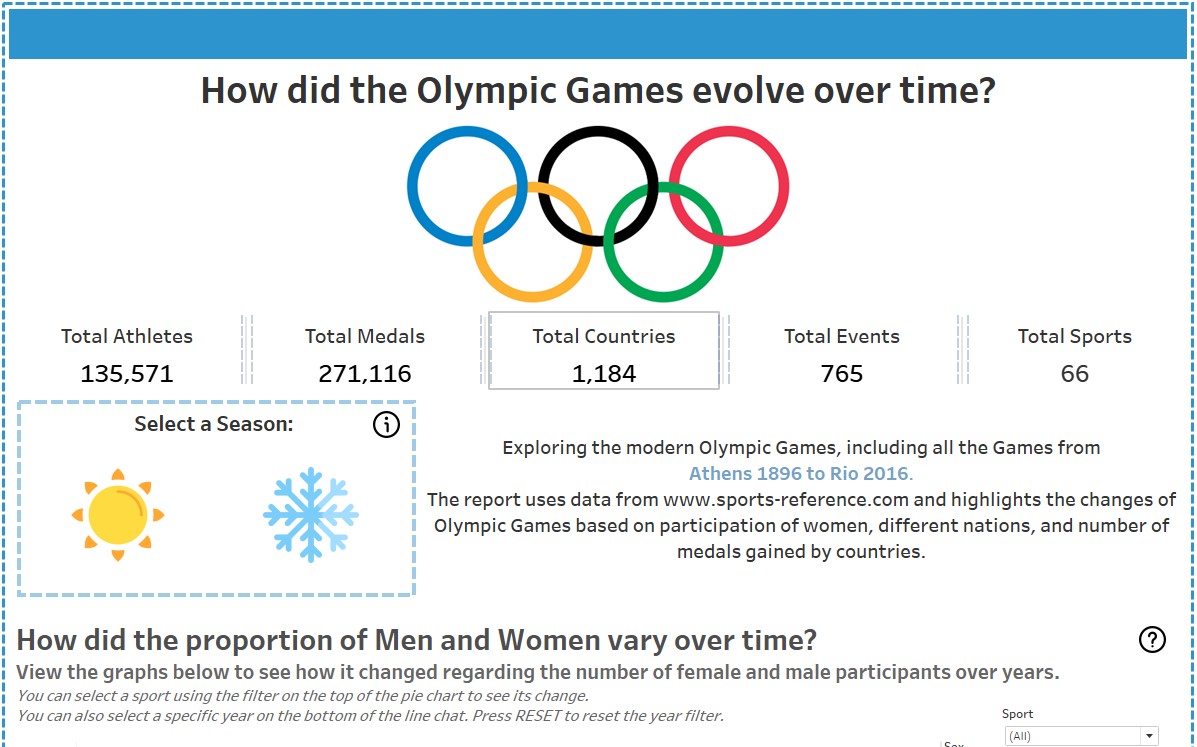 How did the Olympic Games evolve over time?
Total Athletes
135,571
Total Medals
271,116
Total Countries
1,184
Total Events
765
Total Sports
66
Select a Season:
Exploring the modern Olympic Games, including all the Games from
Athens 1896 to Rio 2016.
The report uses data from www.sports-reference.com and highlights the changes of
Olympic Games based on participation of women, different nations, and number of
medals gained by countries.
How did the proportion of Men and Women vary over time?
View the graphs below to see how it changed regarding the number of female and male participants over years.
You can select a sport using the filter on the top of the pie chart to see its change.
You can also select a specific year on the bottom of the line chat. Press RESET to reset the year filter.
Sport
(All)
Sex